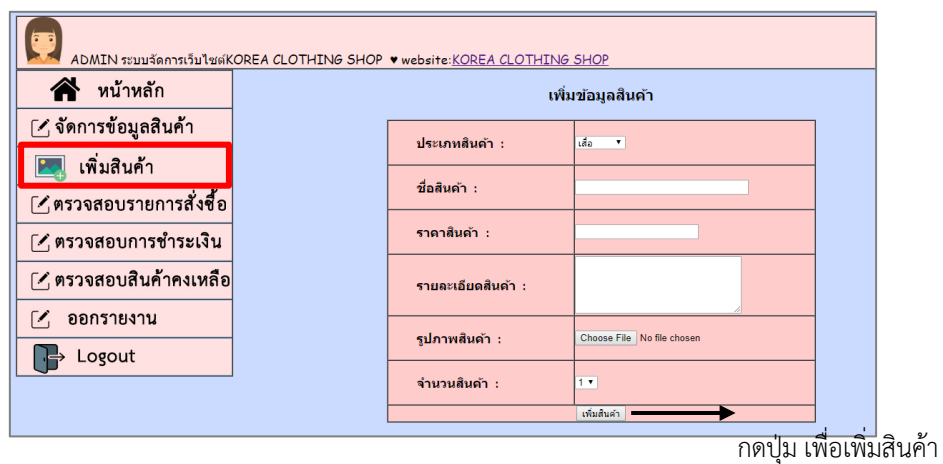 ADMIN ระบบจัดการเว็บไซต์KOREA CLOTHING SHOP ♥ website:KOREA CLOTHING SHOP
หน้าหลัก
จัดการข้อมูลสินค้า
เพิ่มสินค้า
ตรวจสอบรายการสั่งซื้อ
ตรวจสอบการชำระเงิน
ตรวจสอบสินค้าคงเหลือ
ออกรายงาน
Logout
เพิ่มข้อมูลสินค้า
ประเภทสินค้า : เสื้อ
ชื่อสินค้า :
ราคาสินค้า :
รายละเอียดสินค้า :
รูปภาพสินค้า : Choose File No file chosen
จำนวนสินค้า : 1
เพิ่มสินค้า
กดปุ่ม เพื่อเพิ่มสินค้า